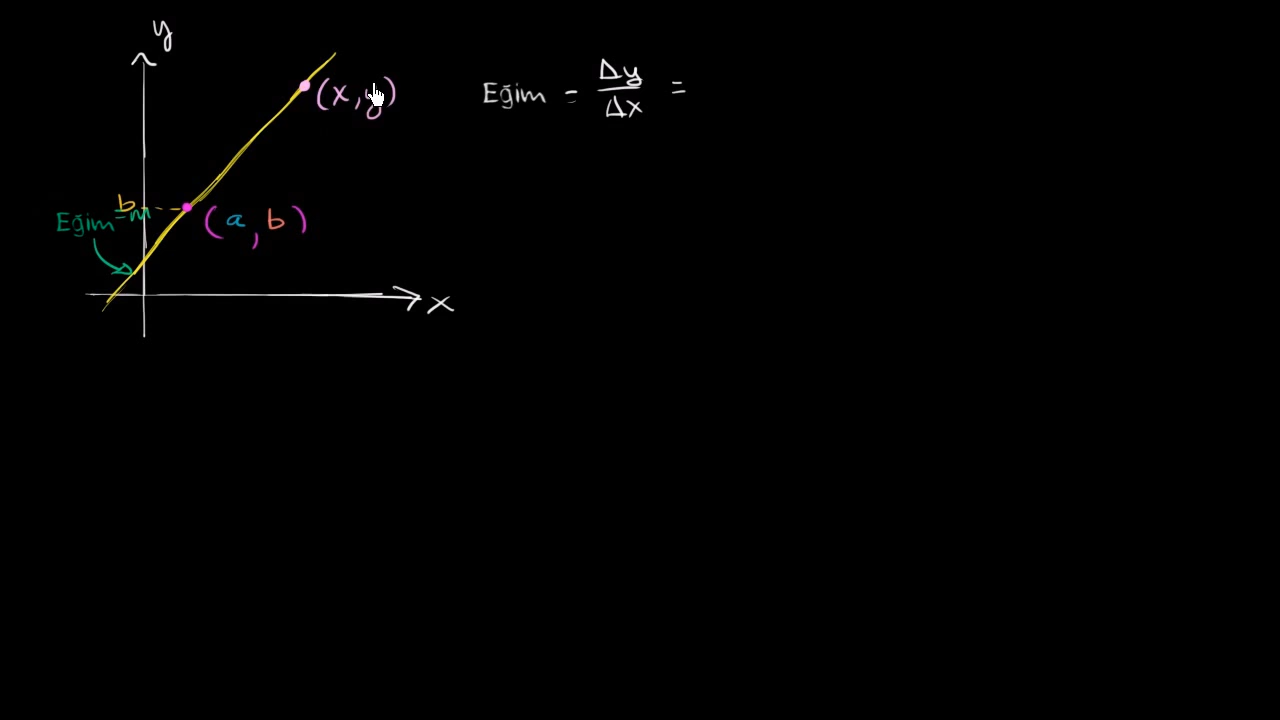 y
(x, y)
Eğim = Δy/Δx =
b
Eğim = m
(a, b)
x